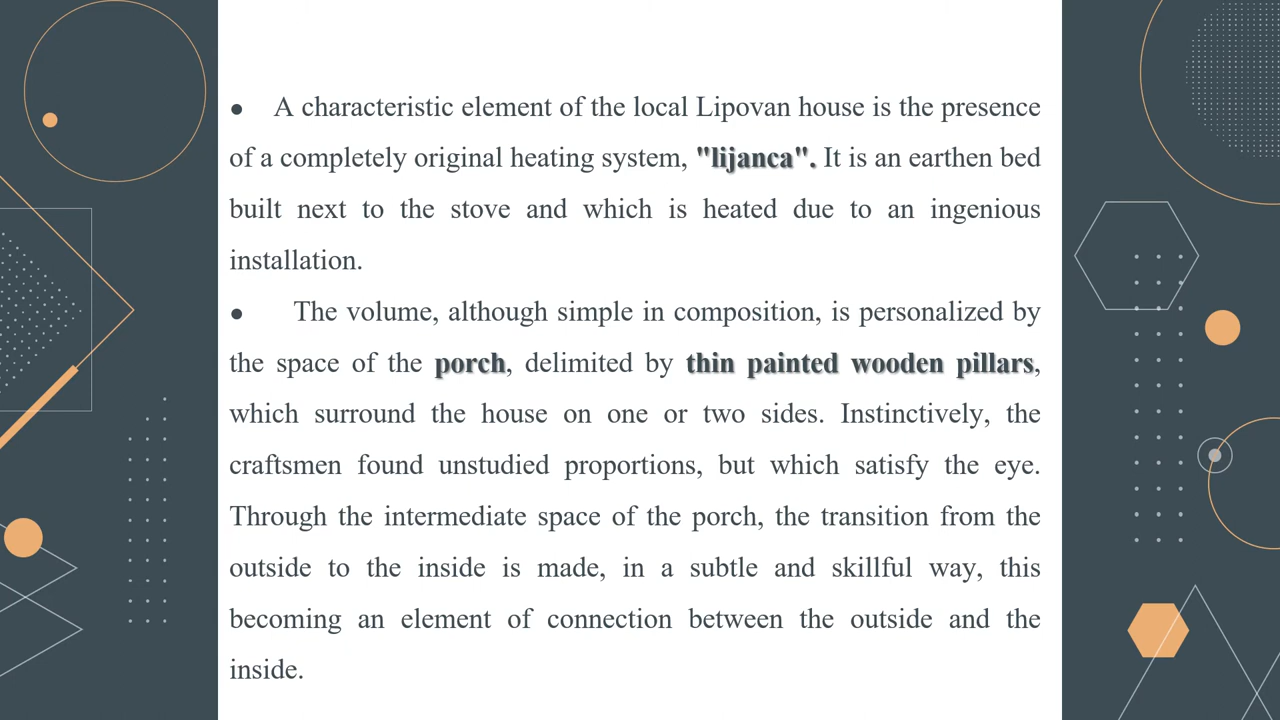 ● A characteristic element of the local Lipovan house is the presence
of a completely original heating system, "lijanca". It is an earthen bed
built next to the stove and which is heated due to an ingenious
installation.
● The volume, although simple in composition, is personalized by
the space of the porch, delimited by thin painted wooden pillars,
which surround the house on one or two sides. Instinctively, the
craftsmen found unstudied proportions, but which satisfy the eye.
Through the intermediate space of the porch, the transition from the
outside to the inside is made, in a subtle and skillful way, this
becoming an element of connection between the outside and the
inside.